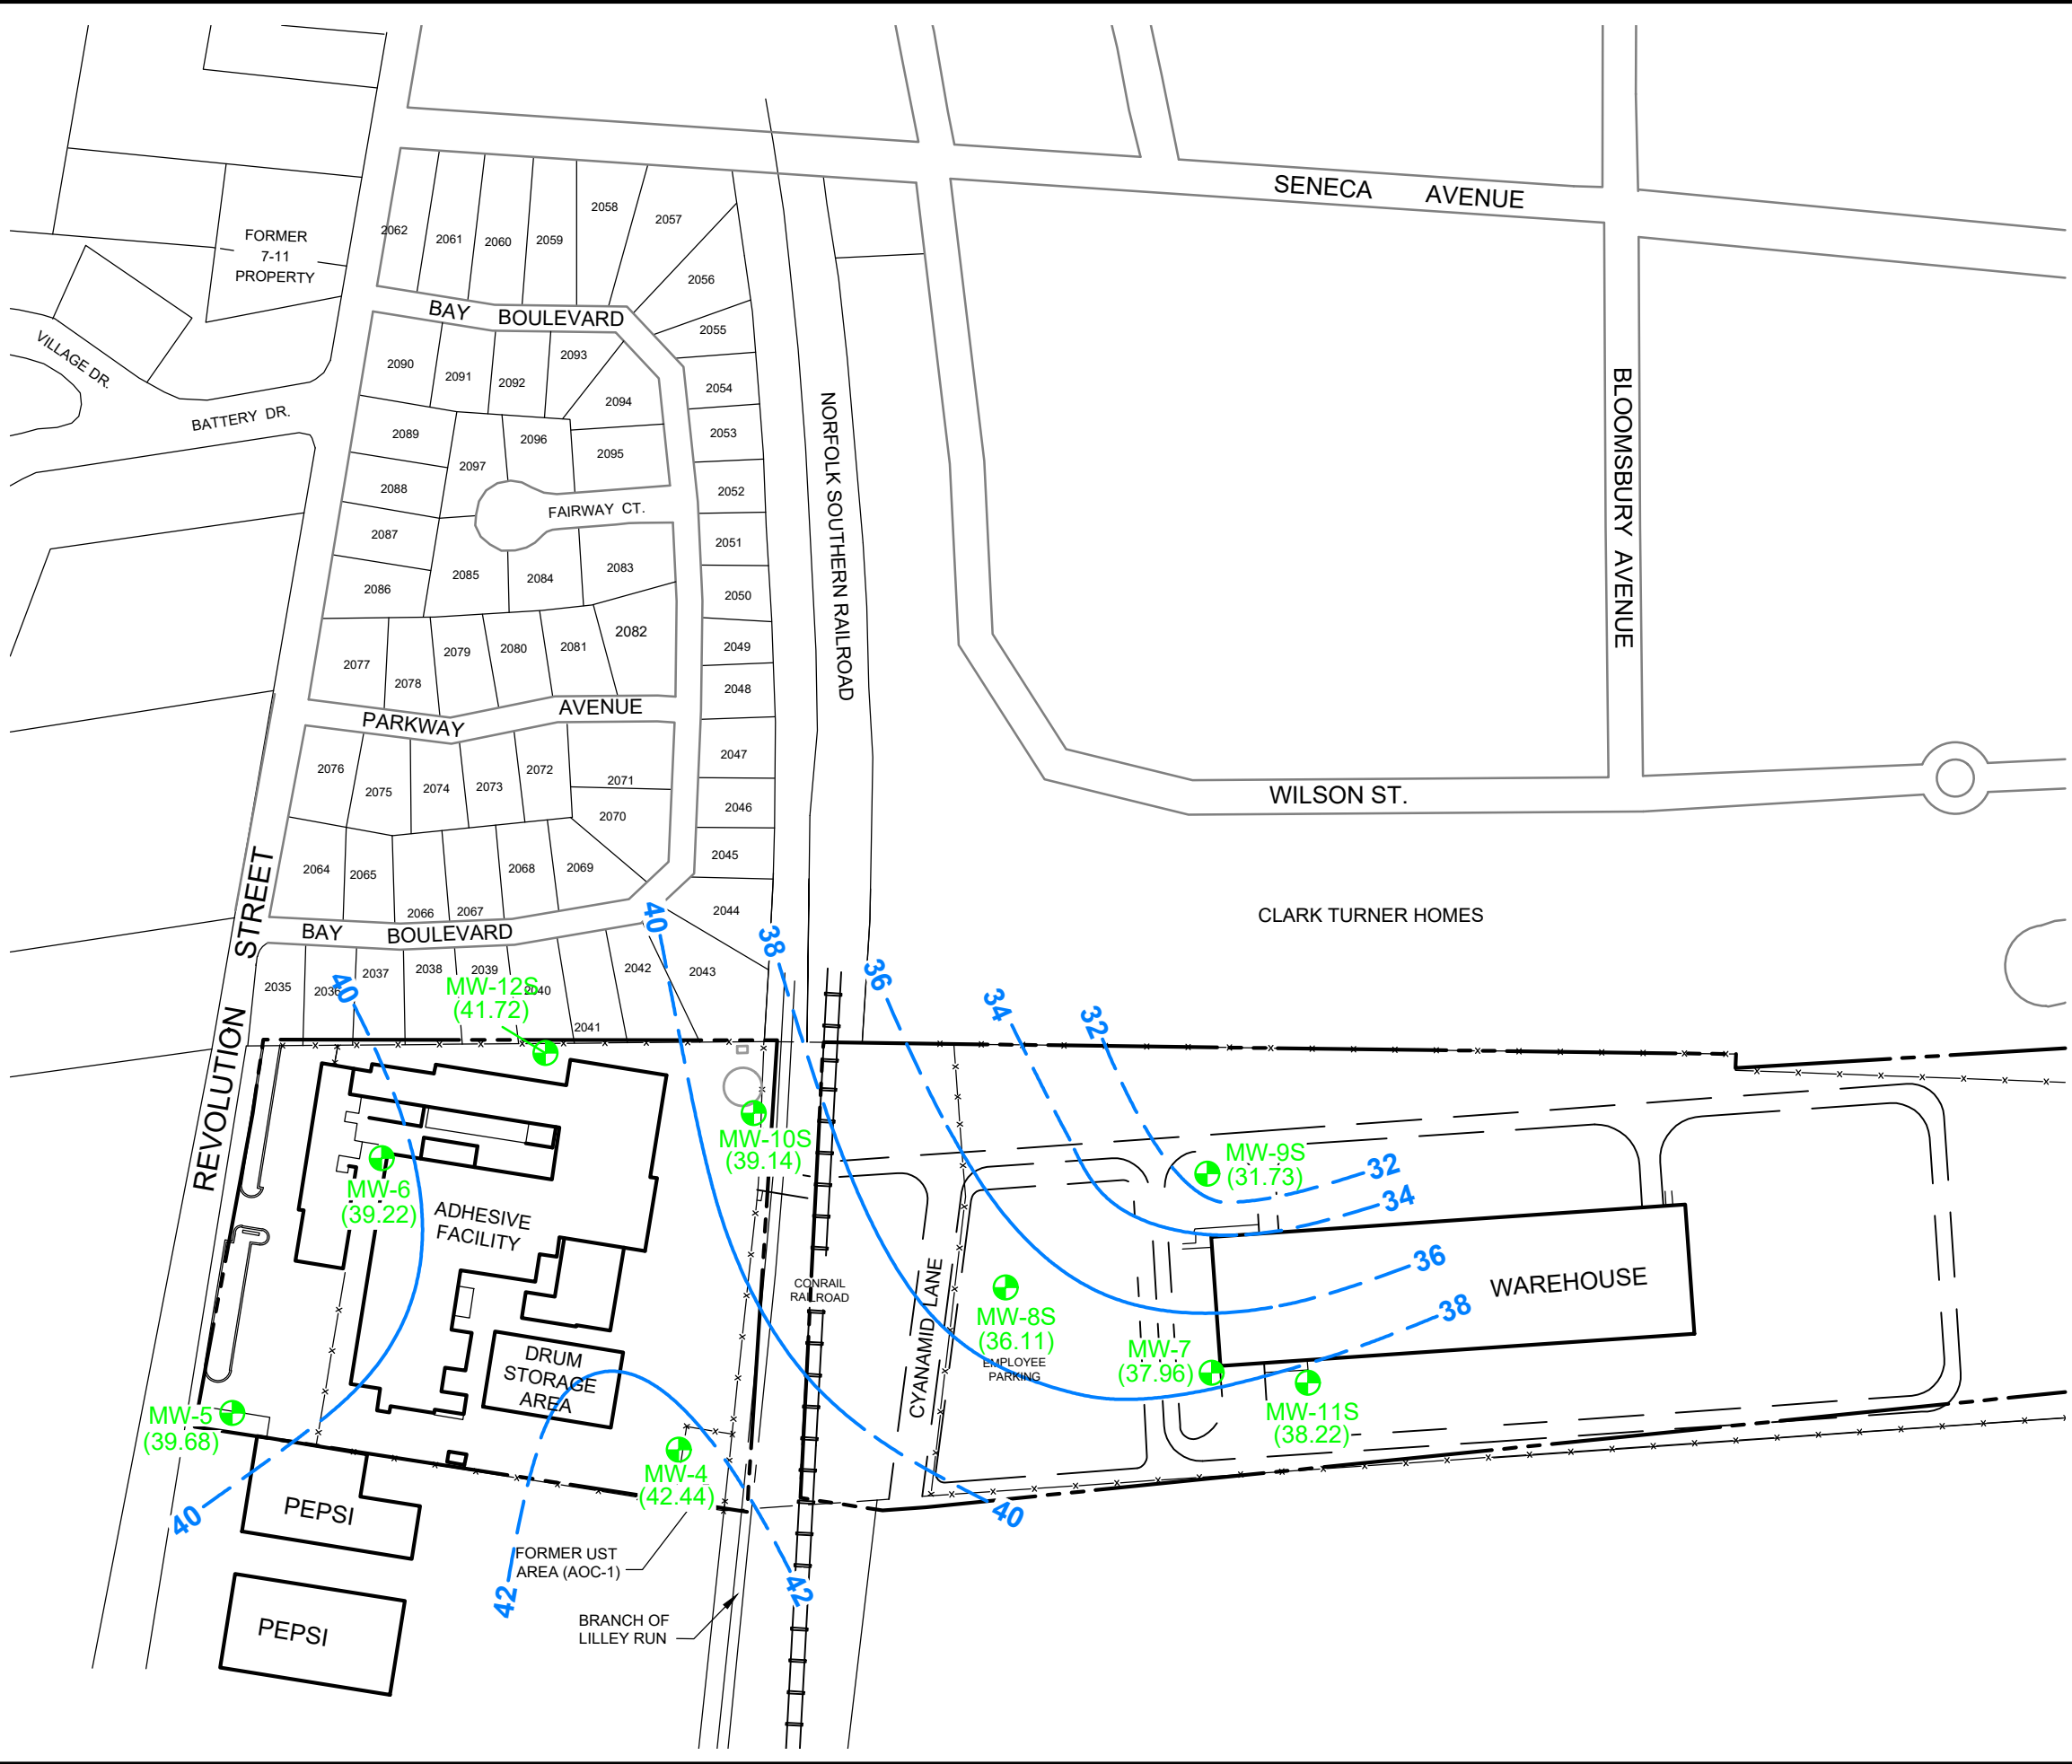 SENECA AVENUE
FORMER
7-11
PROPERTY
2062
2061
2060
2059
2058
2057
2056
2055
2054
2053
2052
2051
2050
2049
2048
2047
2046
2045
2044
BAY BOULEVARD
VILLAGE DR.
BATTERY DR.
2090
2091
2092
2093
2094
2095
2096
2097
2089
2088
2087
2086
FAIRWAY CT.
2085
2084
2083
2082
2077
2078
2079
2080
2081
PARKWAY AVENUE
2076
2075
2074
2073
2072
2071
2070
2064
2065
2066
2067
2068
2069
BAY BOULEVARD
NORFOLK SOUTHERN RAILROAD
BLOOMSBURY AVENUE
WILSON ST.
CLARK TURNER HOMES
REVOLUTION STREET
2035
2036
2037
2038
2039
2040
2041
2042
2043
40
40
38
36
34
32
MW-12S
(41.72)
MW-10S
(39.14)
MW-9S
(31.73)
32
34
36
38
MW-6
(39.22)
ADHESIVE
FACILITY
CONRAIL
RAILROAD
CYANAMID LANE
MW-8S
(36.11)
EMPLOYEE
PARKING
MW-7
(37.96)
WAREHOUSE
MW-11S
(38.22)
DRUM
STORAGE
AREA
MW-5
(39.68)
MW-4
(42.44)
40
40
42
42
PEPSI
PEPSI
FORMER UST
AREA (AOC-1)
BRANCH OF
LILLEY RUN